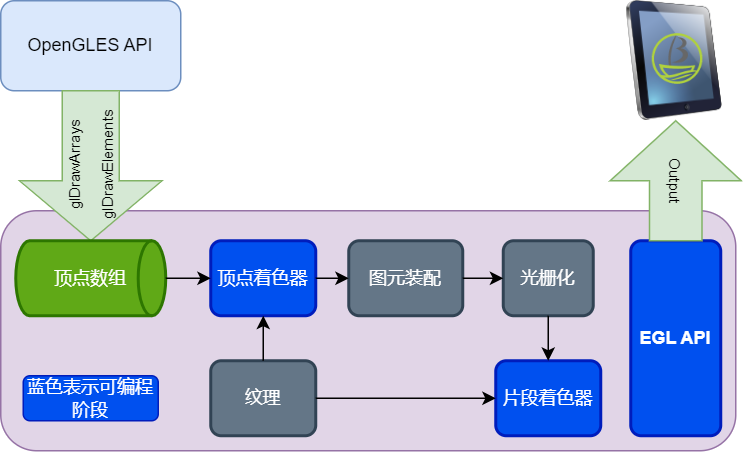 OpenGLES API
glDrawArrays
glDrawElements
Output
顶点数组
顶点着色器
图元装配
光栅化
EGL API
蓝色表示可编程
阶段
纹理
片段着色器